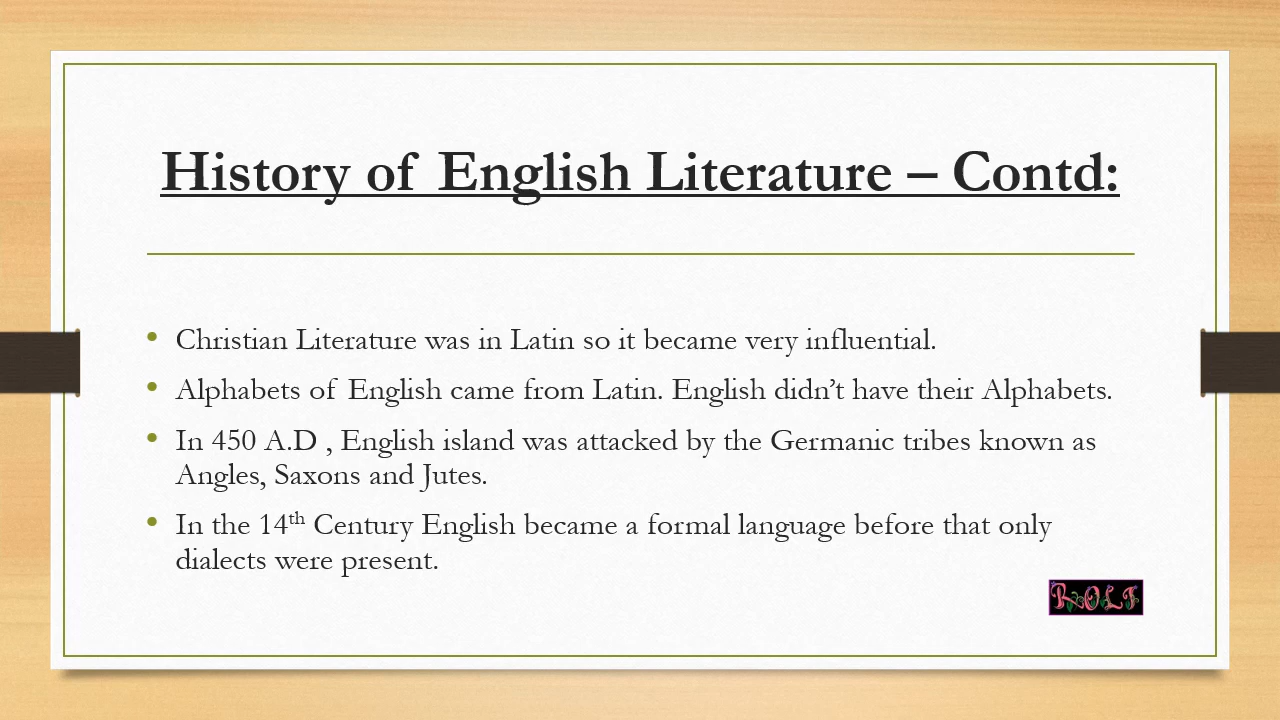 History of English Literature – Contd:
• Christian Literature was in Latin so it became very influential.
• Alphabets of English came from Latin. English didn’t have their Alphabets.
• In 450 A.D , English island was attacked by the Germanic tribes known as
Angles, Saxons and Jutes.
• In the 14th Century English became a formal language before that only
dialects were present.
ROLI